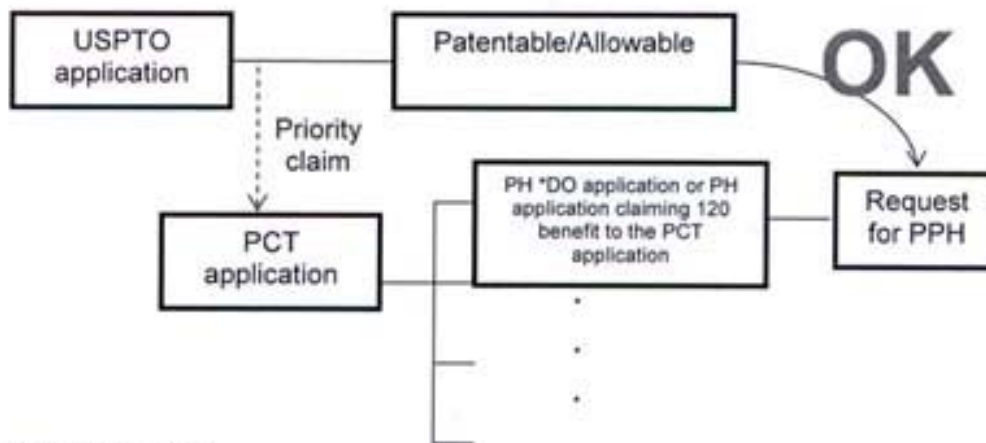 USPTO
application
Patentable/Allowable
OK
Priority
claim
PH *DO application or PH
application claiming 120
benefit to the PCT
application
Request
for PPH
PCT
application